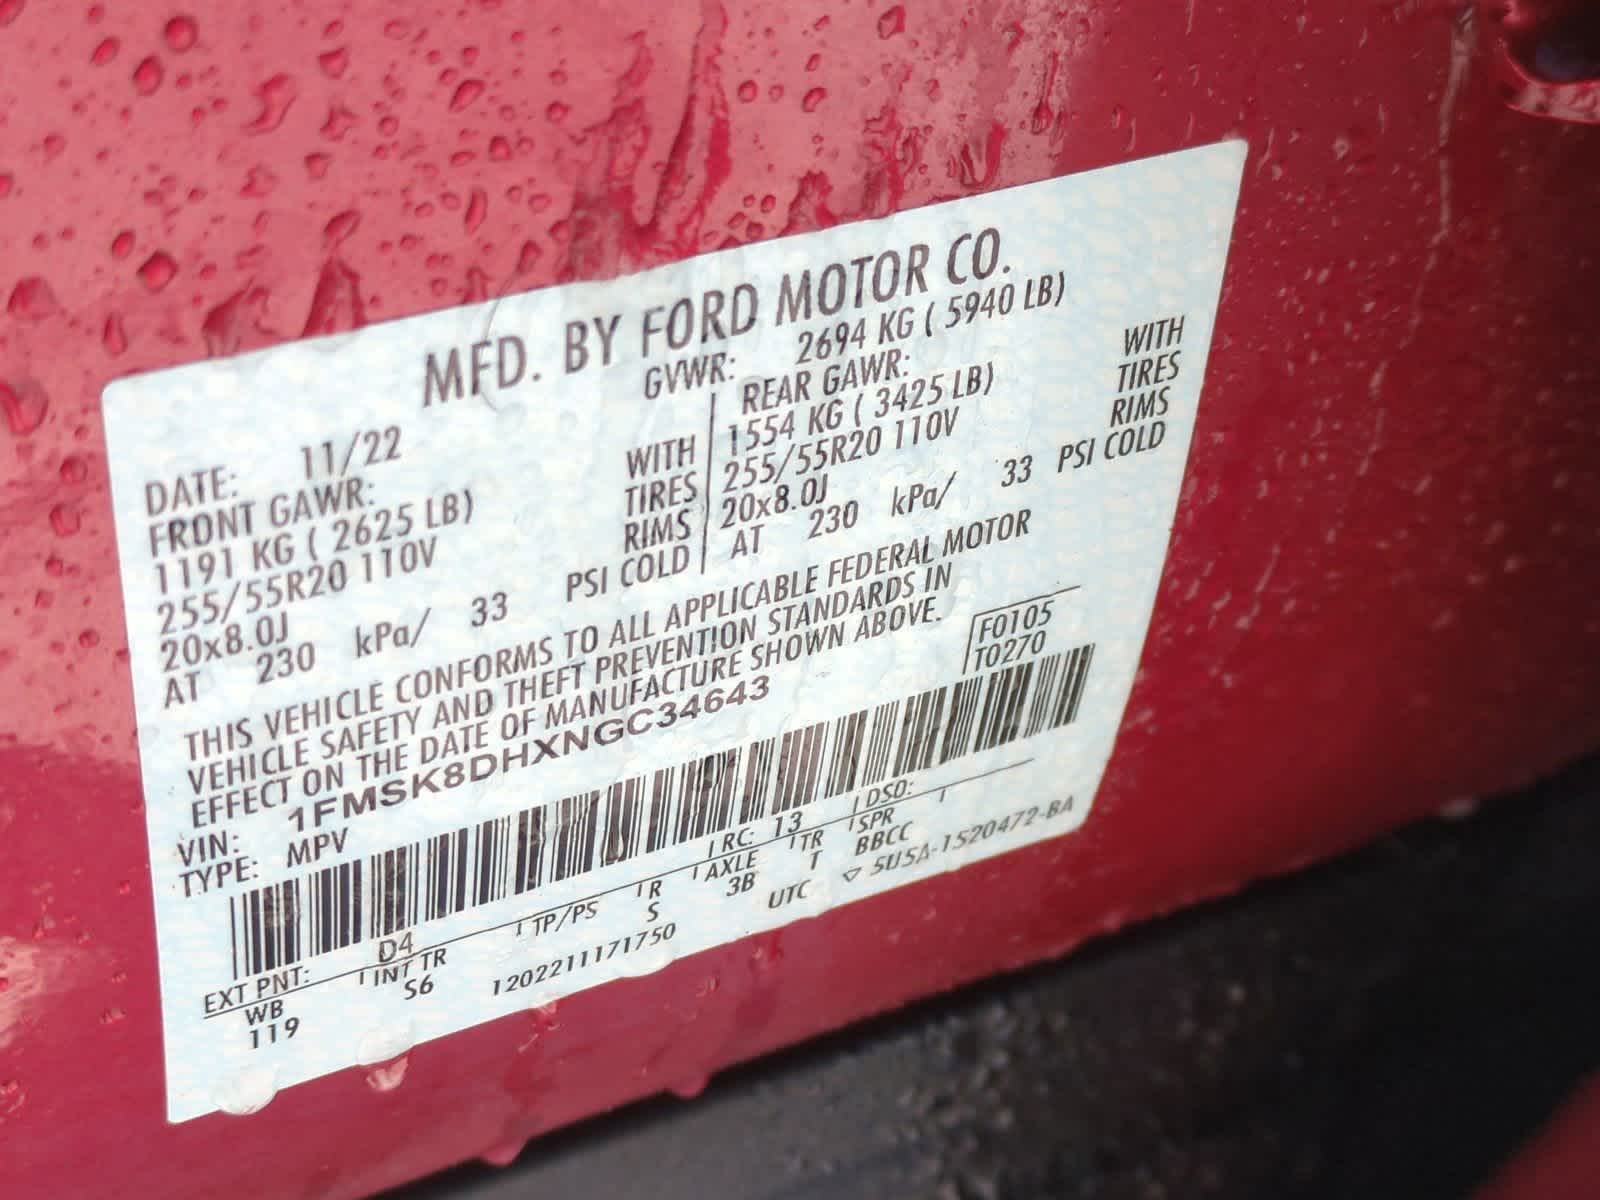 MFD. BY FORD MOTOR CO.
DATE: 11/22 GVWR: 2694 KG ( 5940 LB)
FRONT GAWR: REAR GAWR:
1191 KG ( 2625 LB) WITH 1554 KG ( 3425 LB) WITH
255/55R20 110V TIRES 255/55R20 110V TIRES
20x8.0J RIMS 20x8.0J RIMS
AT 230 kPa/ 33 PSI COLD AT 230 kPa/ 33 PSI COLD
THIS VEHICLE CONFORMS TO ALL APPLICABLE FEDERAL MOTOR
VEHICLE SAFETY AND THEFT PREVENTION STANDARDS IN
EFFECT ON THE DATE OF MANUFACTURE SHOWN ABOVE.
F0105
T0270
VIN: 1FMSK8DHXNGC34643
TYPE: MPV
EXT PNT: D4 RC: 13 DSO:
WB INT TR TP/PS R AXLE TR SPR
119 S6 S 3B T BBCC
1202211171750 UTC ▽ 5U5A-1520472-BA